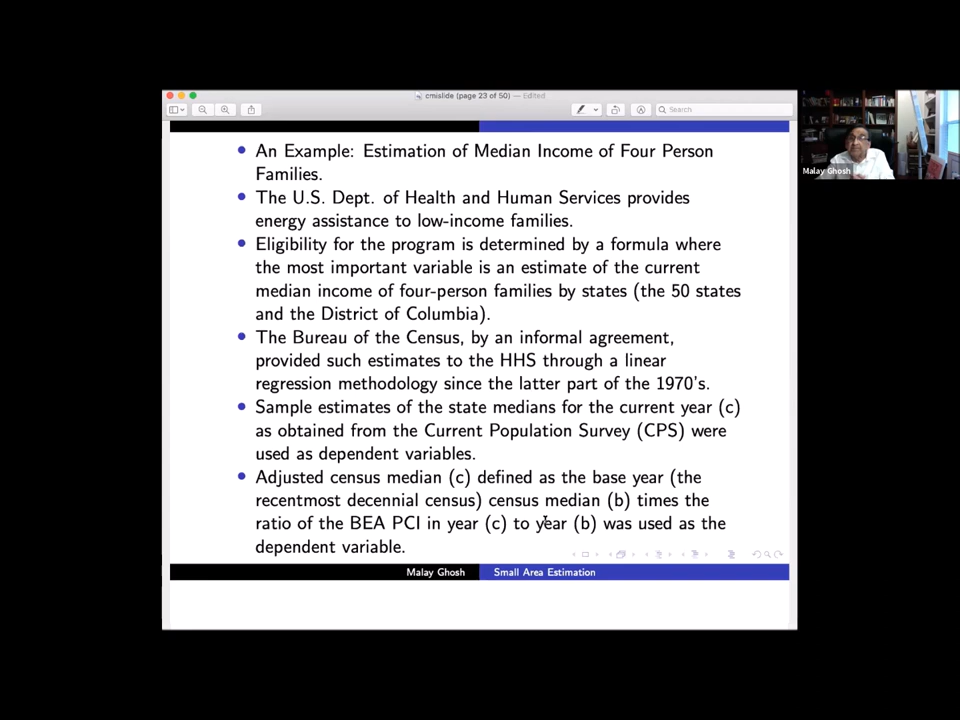 cmislide (page 23 of 50) — Edited
Search
An Example: Estimation of Median Income of Four Person
Families.
The U.S. Dept. of Health and Human Services provides
energy assistance to low-income families.
Eligibility for the program is determined by a formula where
the most important variable is an estimate of the current
median income of four-person families by states (the 50 states
and the District of Columbia).
The Bureau of the Census, by an informal agreement,
provided such estimates to the HHS through a linear
regression methodology since the latter part of the 1970's.
Sample estimates of the state medians for the current year (c)
as obtained from the Current Population Survey (CPS) were
used as dependent variables.
Adjusted census median (c) defined as the base year (the
recentmost decennial census) census median (b) times the
ratio of the BEA PCI in year (c) to year (b) was used as the
dependent variable.
Malay Ghosh
Small Area Estimation
Malay Ghosh